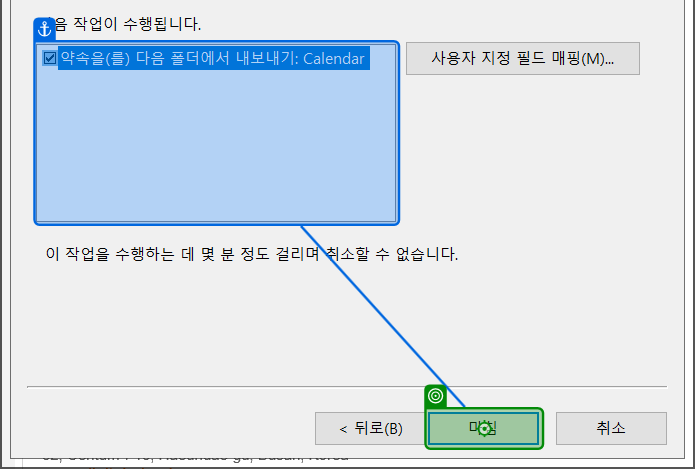 음 작업이 수행됩니다.
약속을(를) 다음 폴더에서 내보내기: Calendar
사용자 지정 필드 매핑(M)...
이 작업을 수행하는 데 몇 분 정도 걸리며 취소할 수 없습니다.
< 뒤로(B)
취소